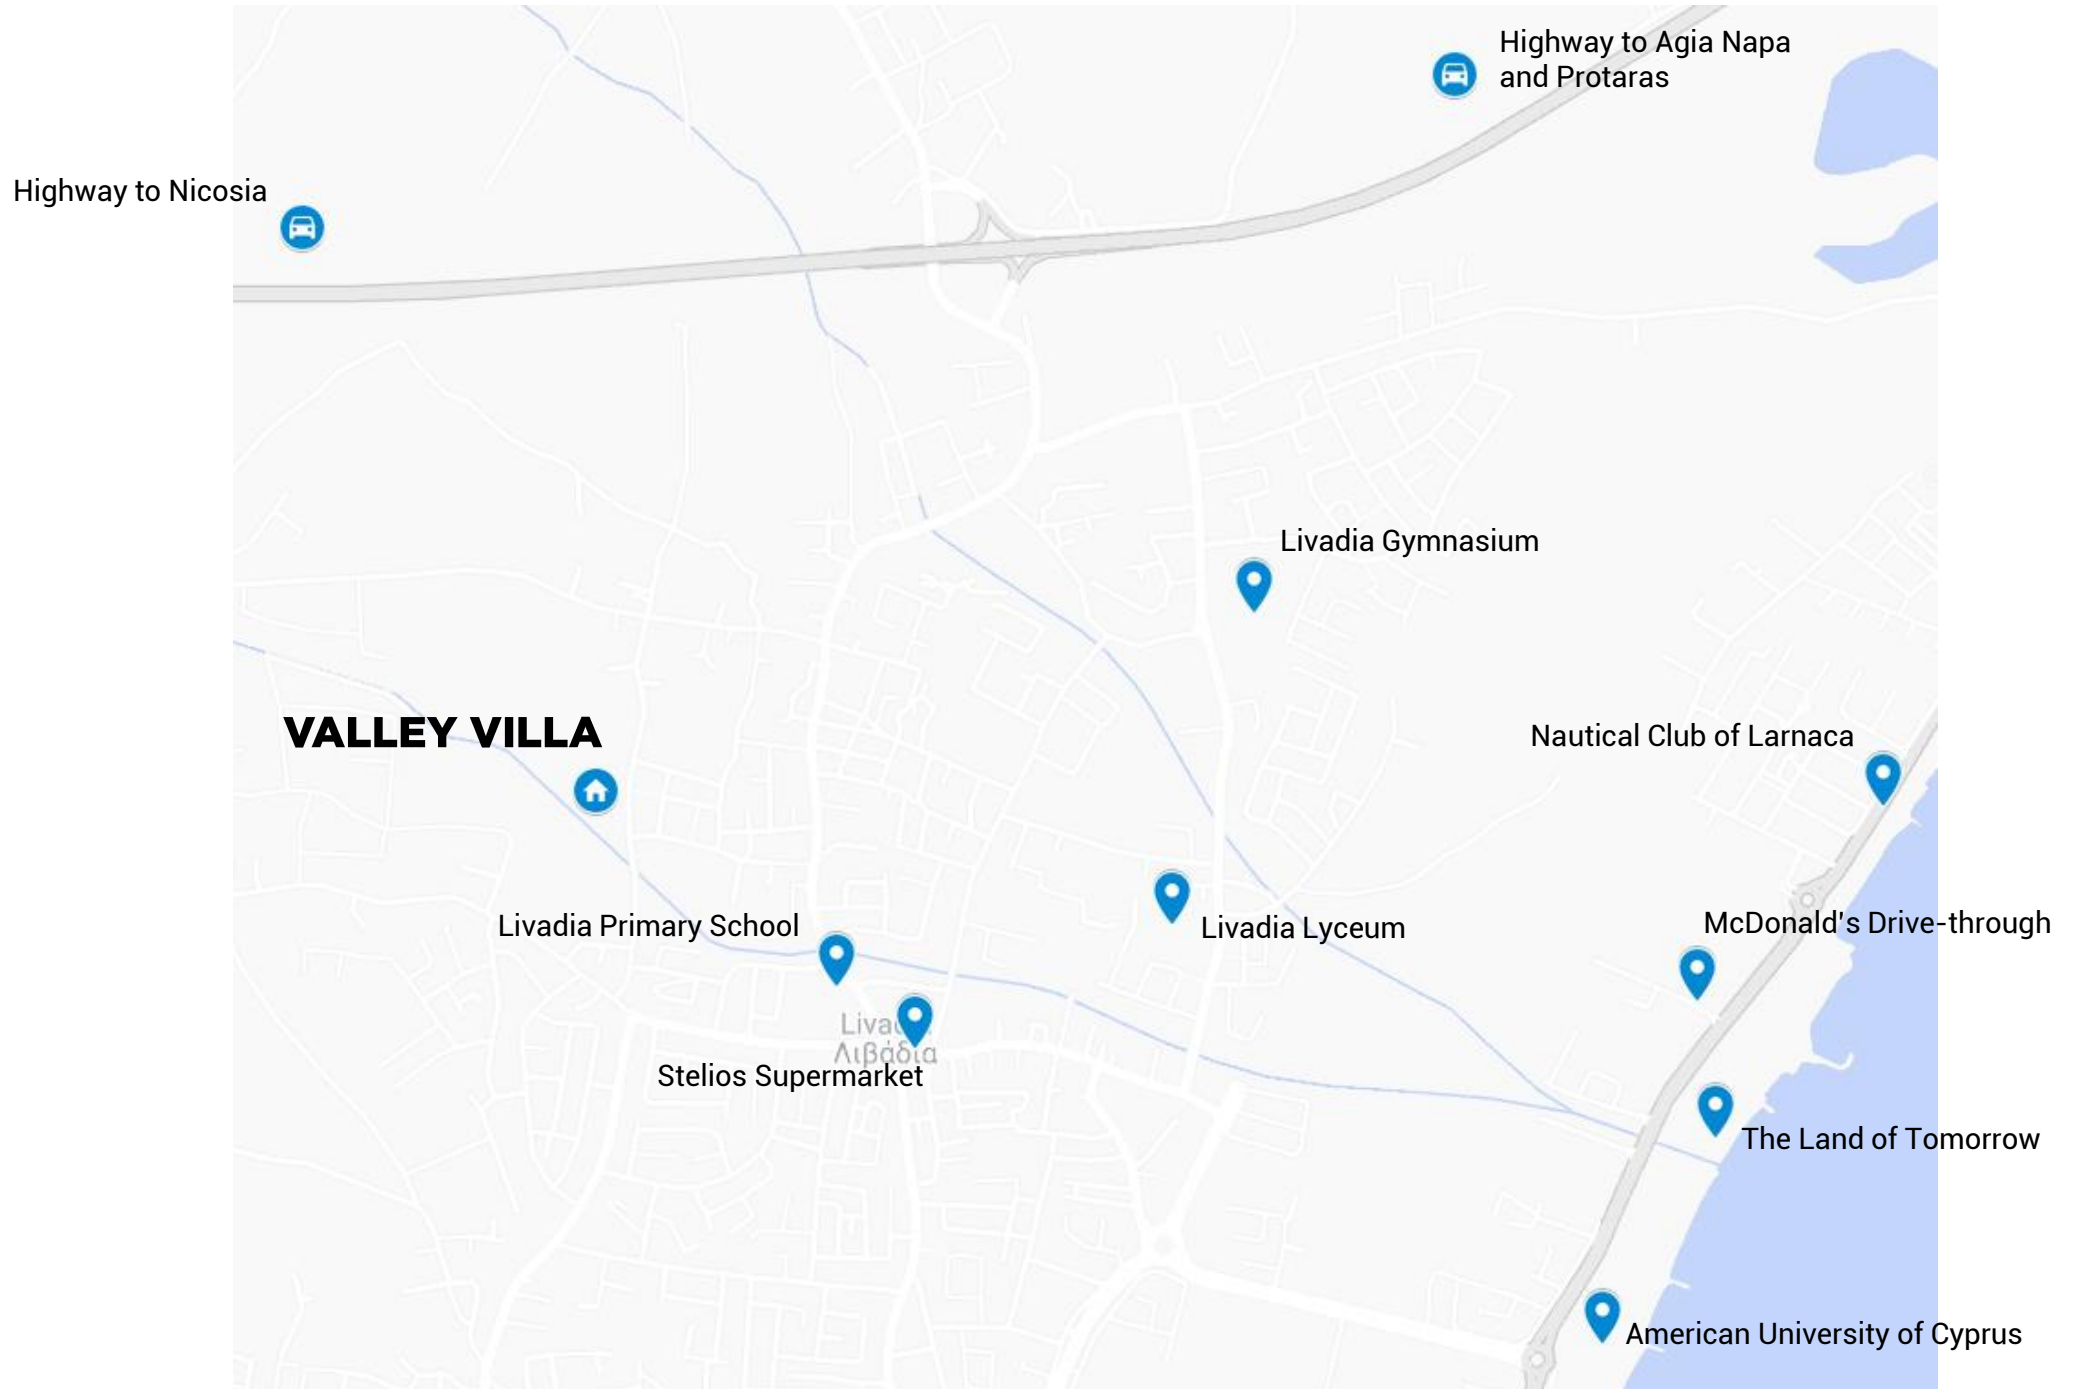 Highway to Agia Napa
and Protaras
Highway to Nicosia
Livadia Gymnasium
VALLEY VILLA
Nautical Club of Larnaca
Livadia Primary School
Livadia Lyceum
McDonald's Drive-through
Λιβάδια
Stelios Supermarket
The Land of Tomorrow
American University of Cyprus